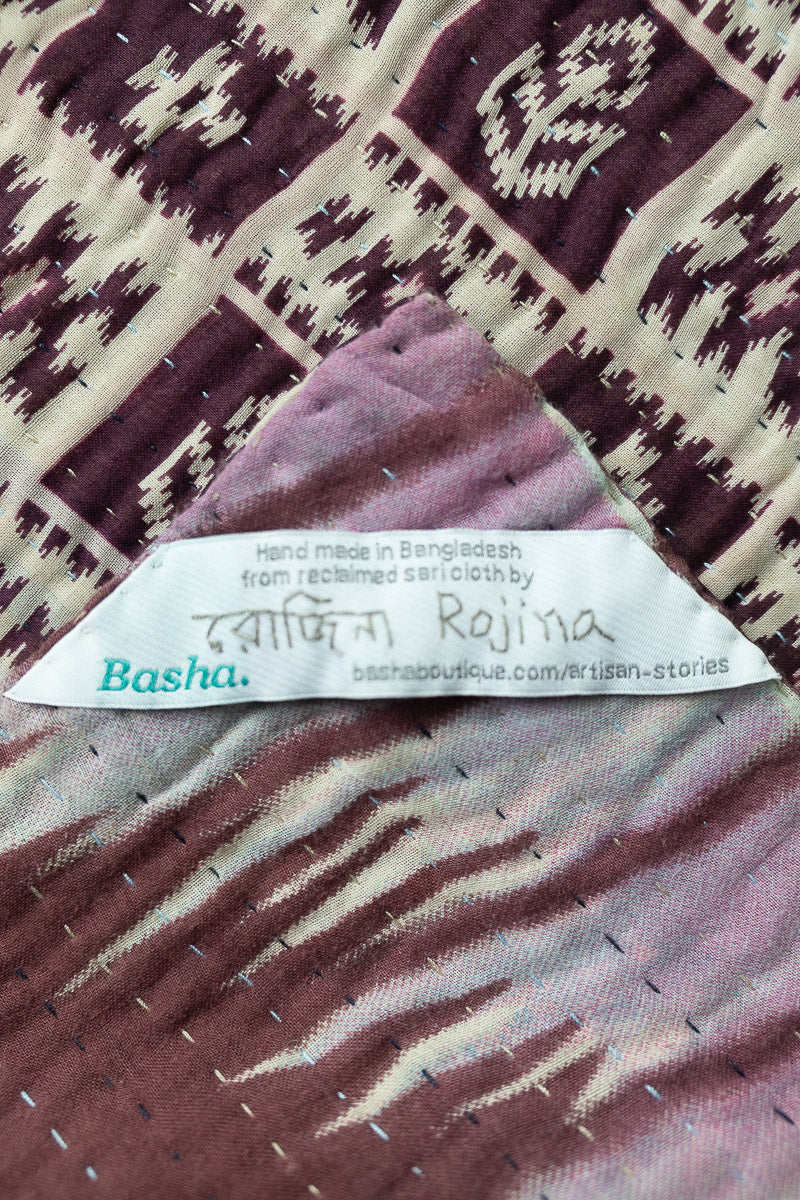 Hand made in Bangladesh
from reclaimed sari cloth by
রোজিনা Rojina
Basha. bashaboutique.com/artisan-stories